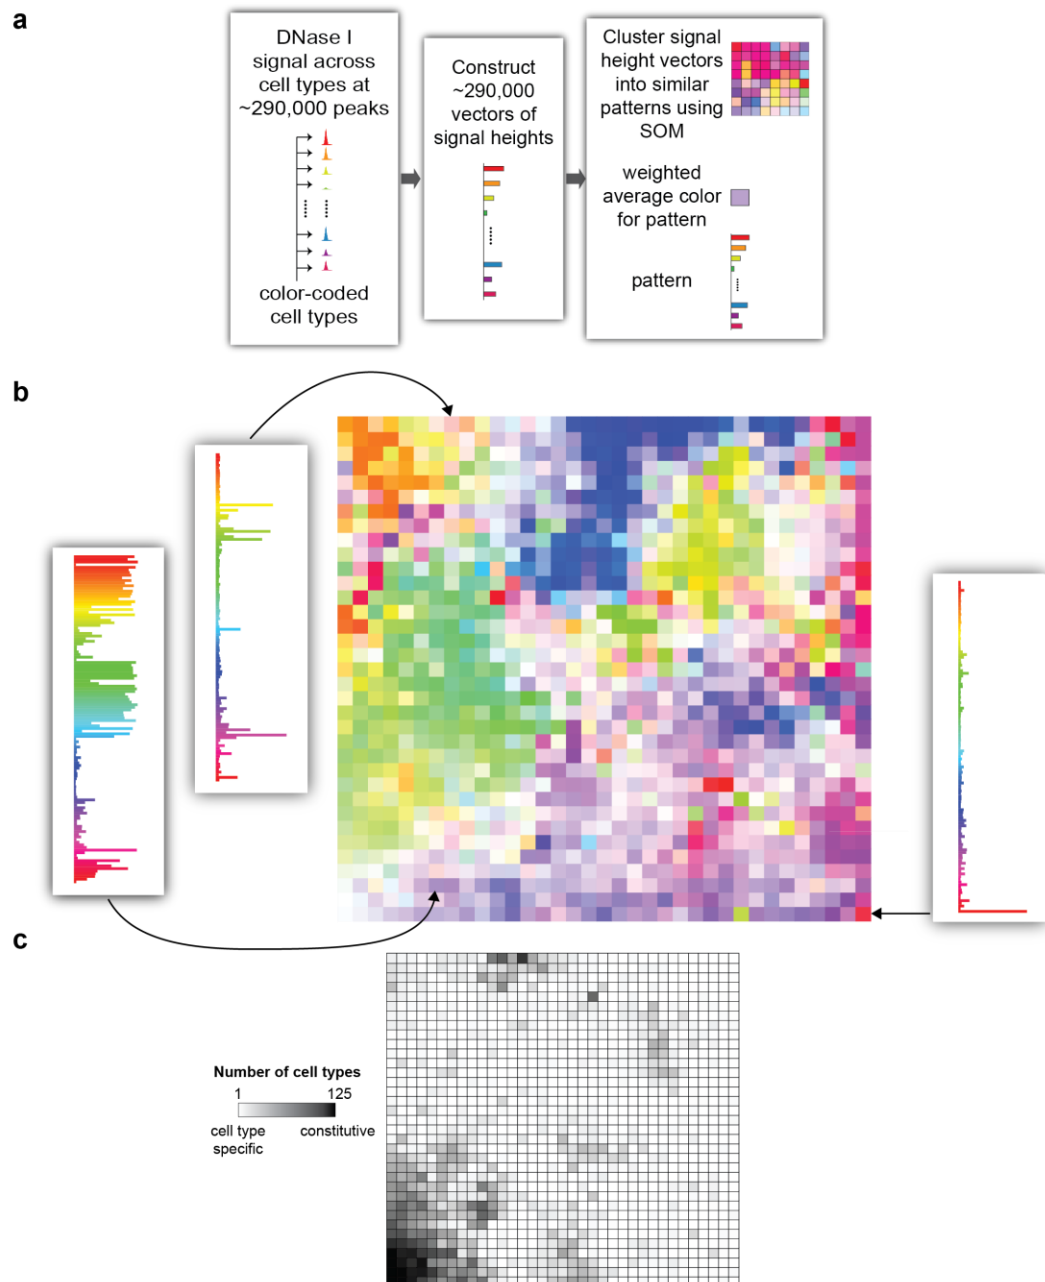 a
DNase I
signal across
cell types at
~290,000 peaks
color-coded
cell types
Construct
~290,000
vectors of
signal heights
Cluster signal
height vectors
into similar
patterns using
SOM
weighted
average color
for pattern
pattern
b
c
Number of cell types
1 125
cell type constitutive
specific